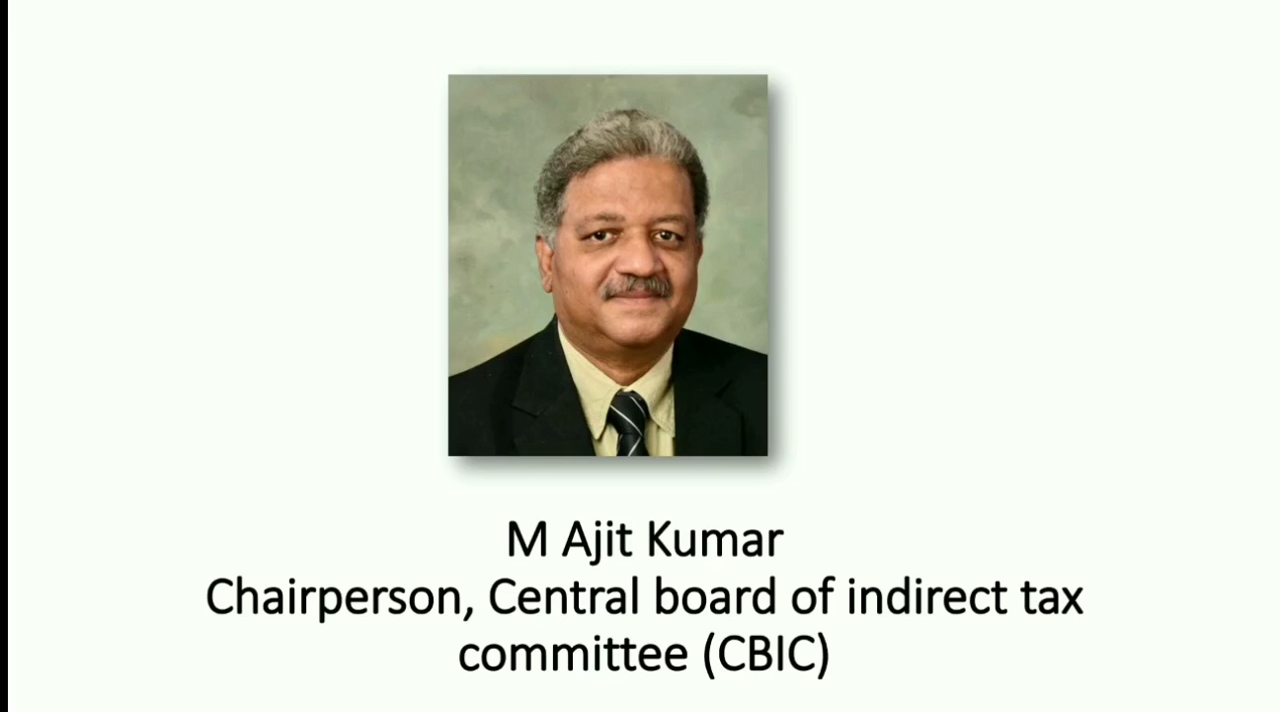 M Ajit Kumar
Chairperson, Central board of indirect tax
committee (CBIC)